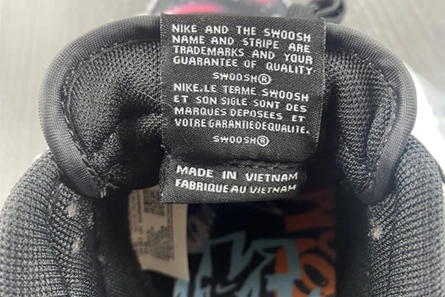 NIKE AND THE SWOOSH
NAME AND STRIPE ARE
TRADEMARKS AND YOUR
GUARANTEE OF QUALITY
SWOOSH®
NIKE.LE TERME SWOOSH
ET SON SIGLE SONT DES
MARQUES DEPOSÉES ET
VOTRE GARANTIE DE QUALITE.
SWOOSH®
MADE IN VIETNAM
FABRIQUE AU VIETNAM